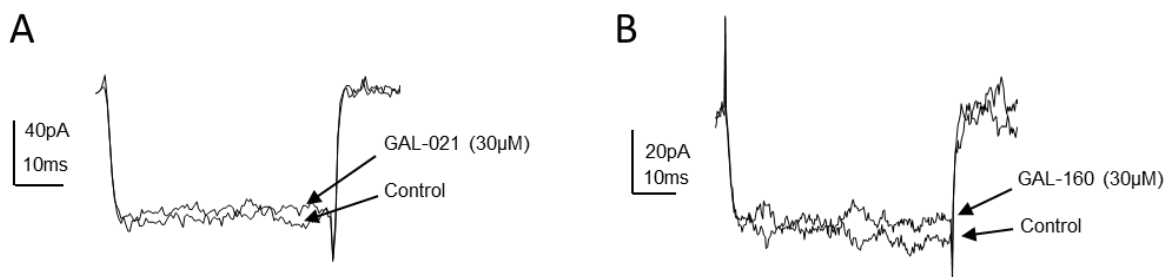 A
40pA
10ms
GAL-021 (30µM)
Control
B
20pA
10ms
GAL-160 (30µM)
Control